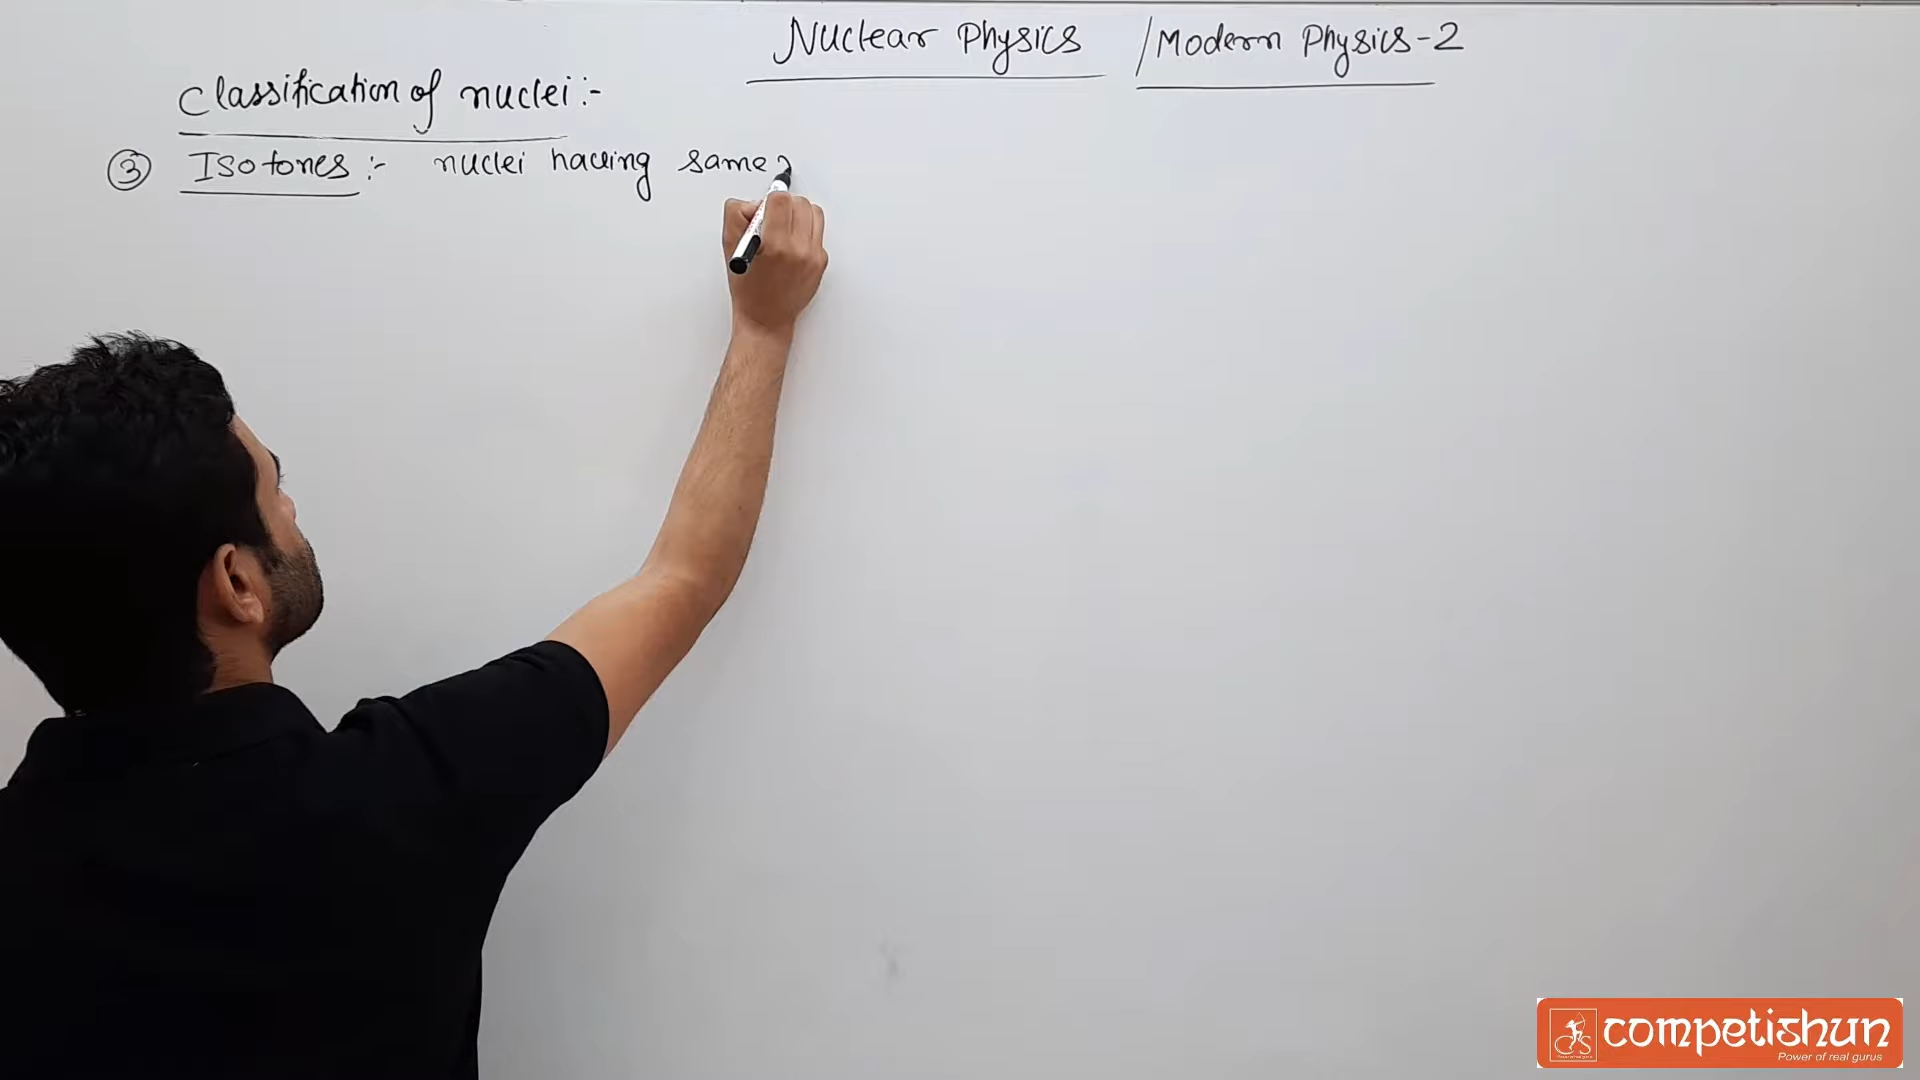 Nuclear Physics / Modern Physics-2
Classification of nuclei :-
③ Isotones :- nuclei having same
competishun
Power of real gurus